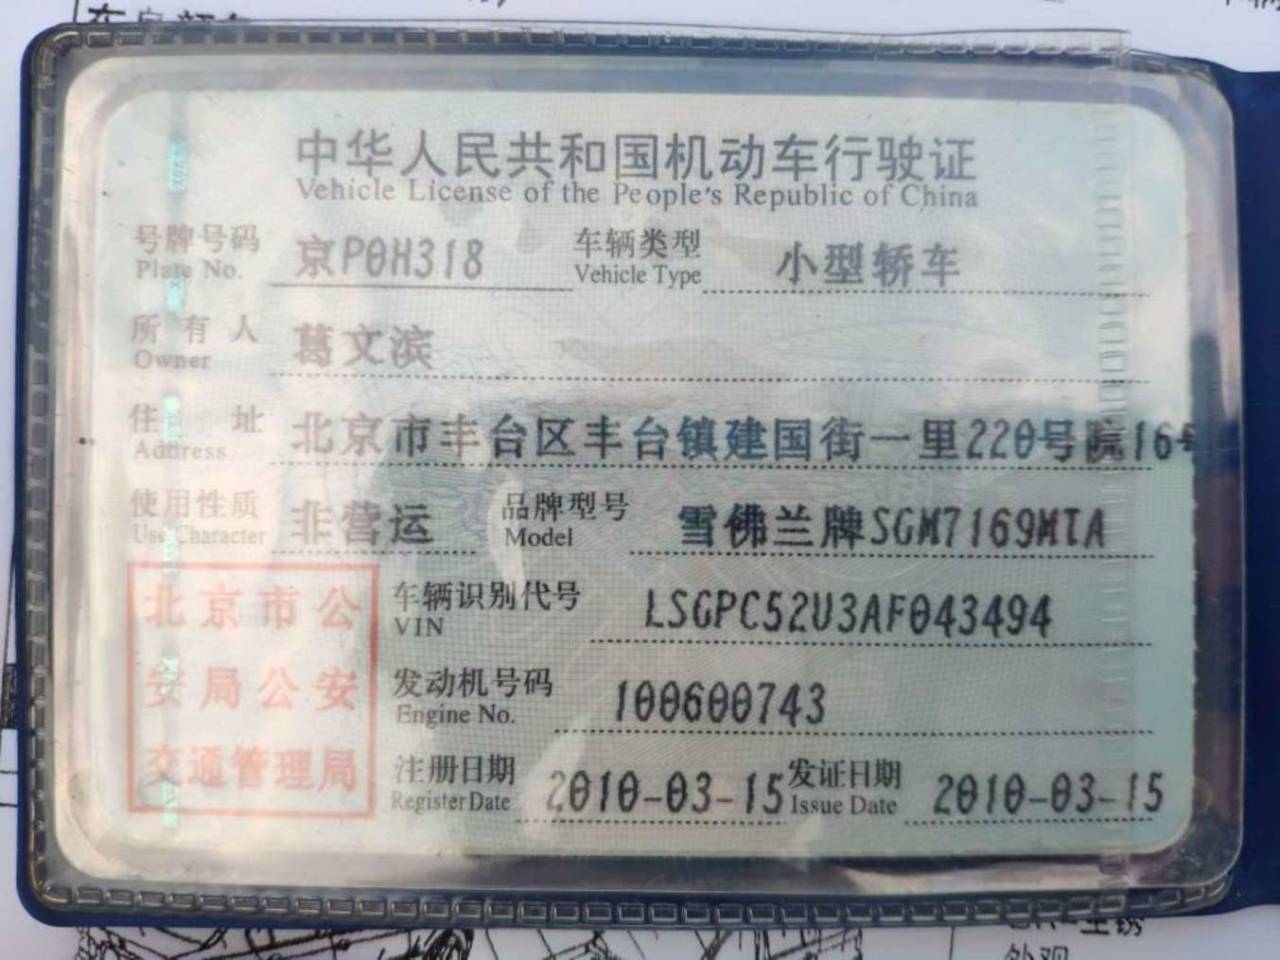 中华人民共和国机动车行驶证
Vehicle License of the People's Republic of China
号牌号码 京P0H318 车辆类型 小型轿车
Plate No. Vehicle Type
所有人 葛文滨
Owner
住址 北京市丰台区丰台镇建国街一里220号院16号
Address
使用性质 非营运 品牌型号 雪佛兰牌SGM7169MTA
Use Character Model
北京市公
安局公安
交通管理局
车辆识别代号 LSGPC52U3AF043494
VIN
发动机号码 100600743
Engine No.
注册日期 2010-03-15 发证日期 2010-03-15
Register Date Issue Date
外观